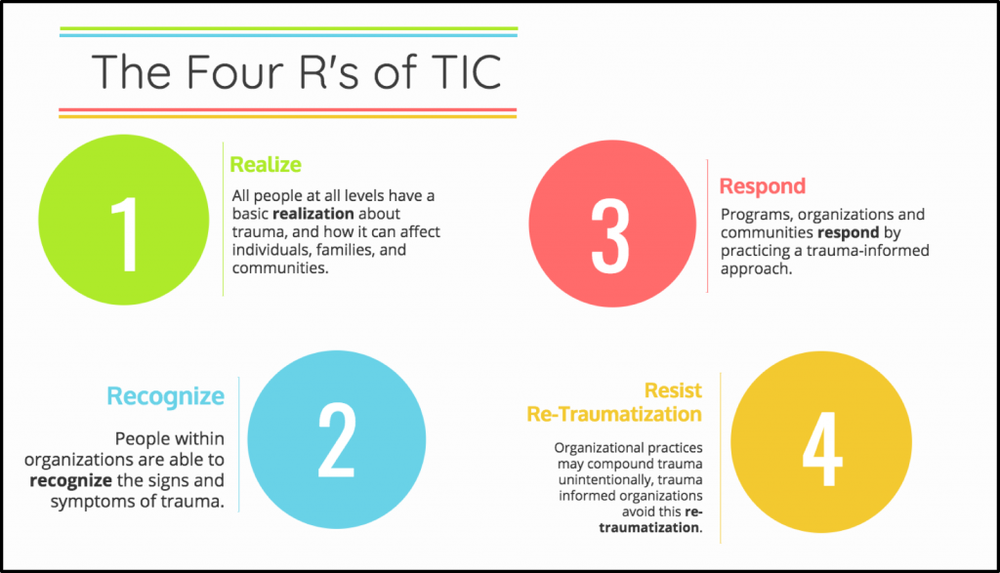 The Four R's of TIC
1
Realize
All people at all levels have a
basic realization about
trauma, and how it can affect
individuals, families, and
communities.
Recognize
People within
organizations are able to
recognize the signs and
symptoms of trauma.
2
3
Respond
Programs, organizations and
communities respond by
practicing a trauma-informed
approach.
Resist
Re-Traumatization
Organizational practices
may compound trauma
unintentionally, trauma
informed organizations
avoid this re-
traumatization.
4